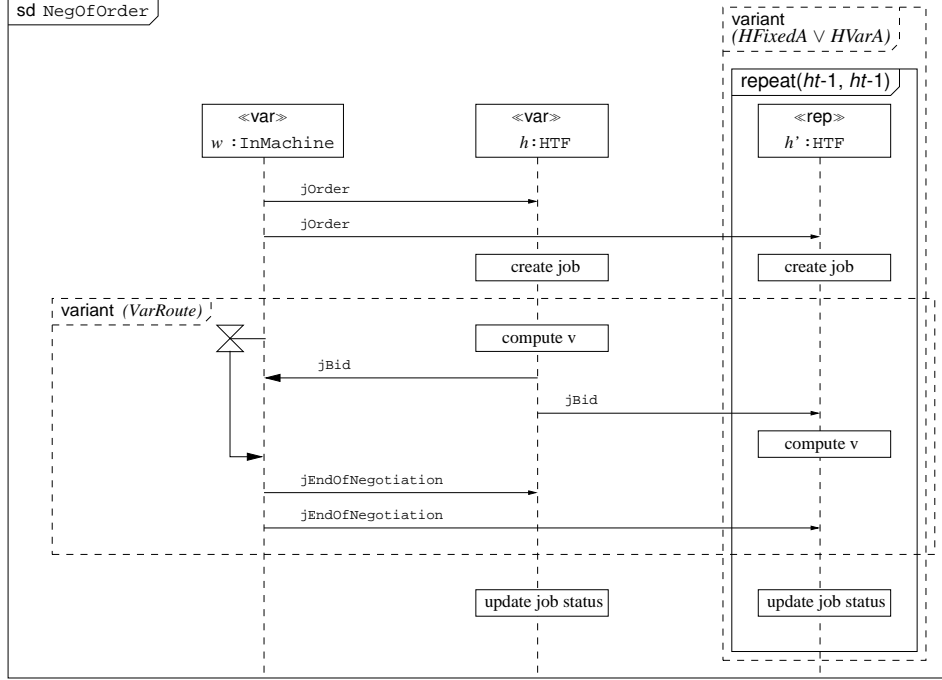 sd NegOfOrder
variant
(HFixedA ∨ HVarA)
repeat(ht-1, ht-1)
≪var≫
w :InMachine
≪var≫
h:HTF
≪rep≫
h' :HTF
jOrder
jOrder
create job
create job
variant (VarRoute)
compute v
jBid
jBid
compute v
jEndOfNegotiation
jEndOfNegotiation
update job status
update job status